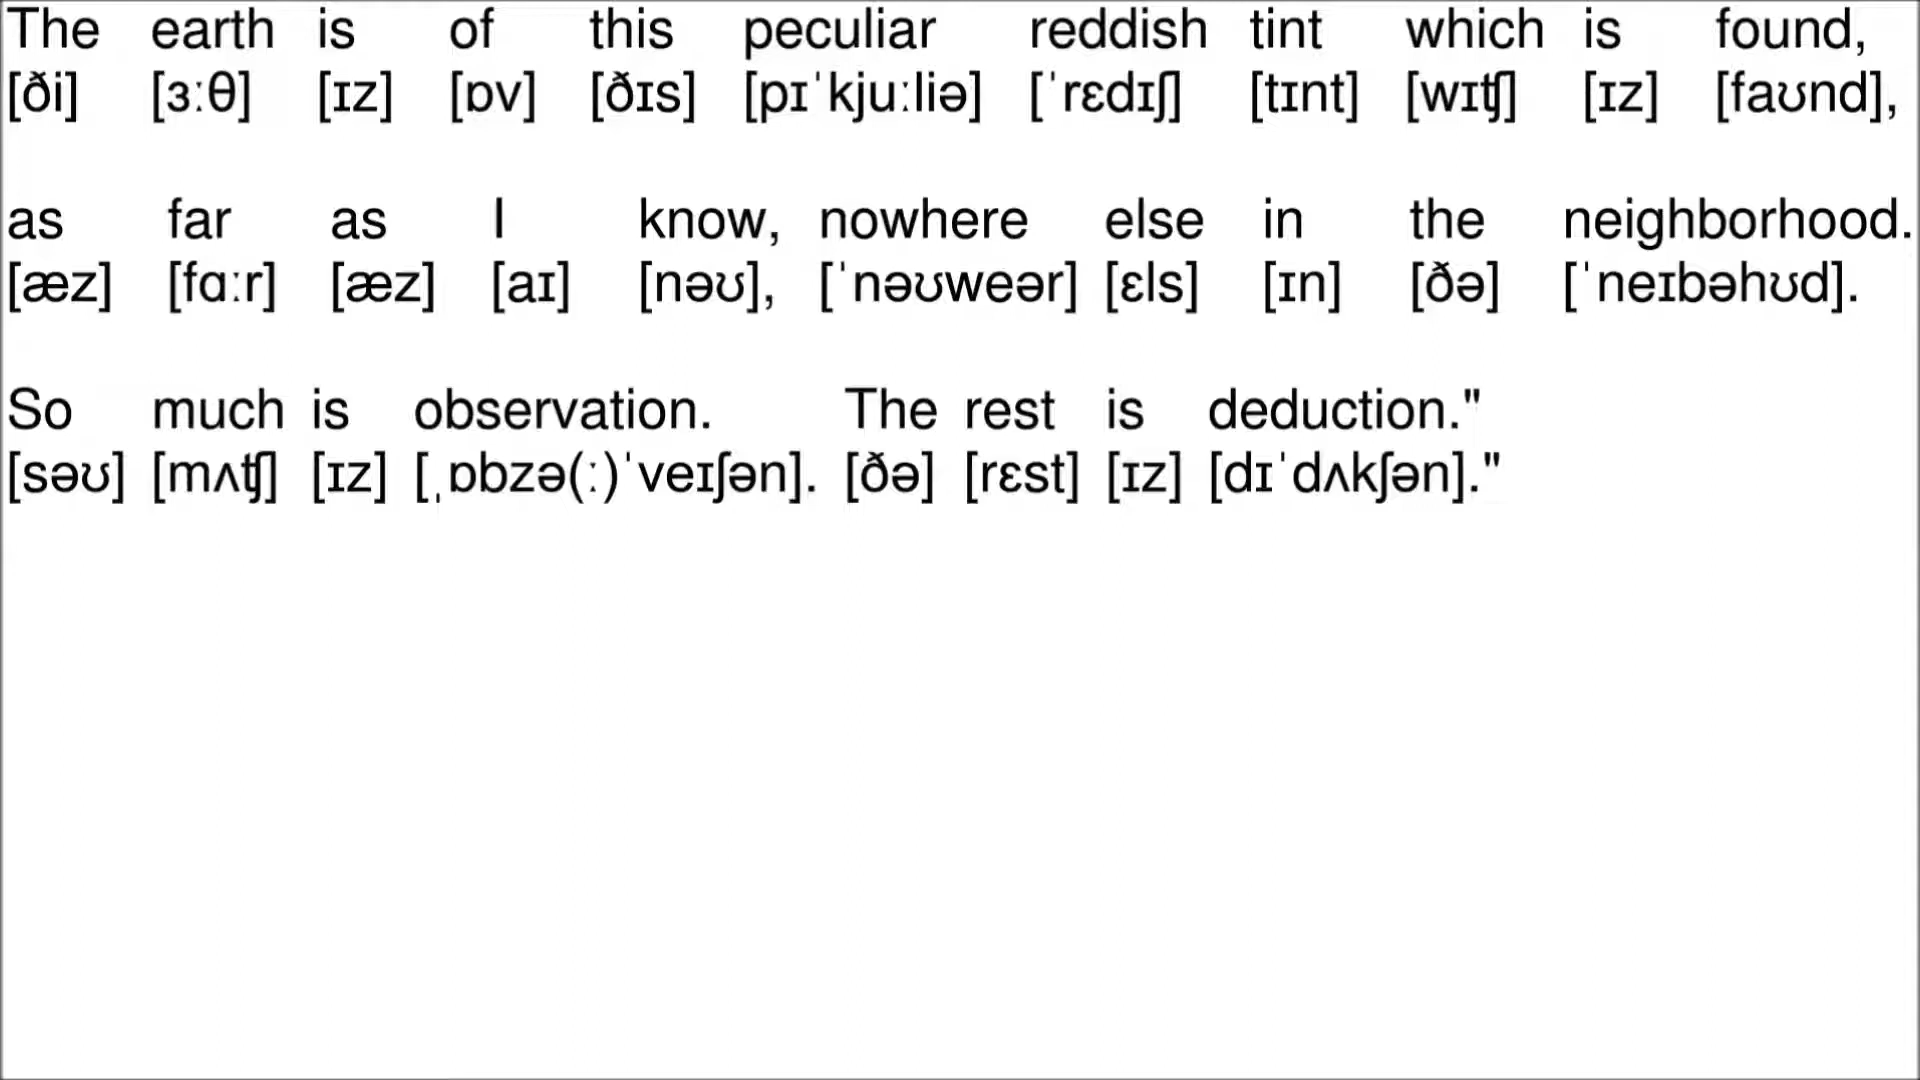 The earth is of this peculiar reddish tint which is found,
[ði] [ɜːθ] [ɪz] [ɒv] [ðɪs] [pɪˈkjuːliə] [ˈrɛdɪʃ] [tɪnt] [wɪʧ] [ɪz] [faʊnd],
as far as I know, nowhere else in the neighborhood.
[æz] [fɑːr] [æz] [aɪ] [nəʊ], [ˈnəʊweər] [ɛls] [ɪn] [ðə] [ˈneɪbəhʊd].
So much is observation. The rest is deduction."
[səʊ] [mʌʧ] [ɪz] [ˌɒbzə(ː)ˈveɪʃən]. [ðə] [rɛst] [ɪz] [dɪˈdʌkʃən]."